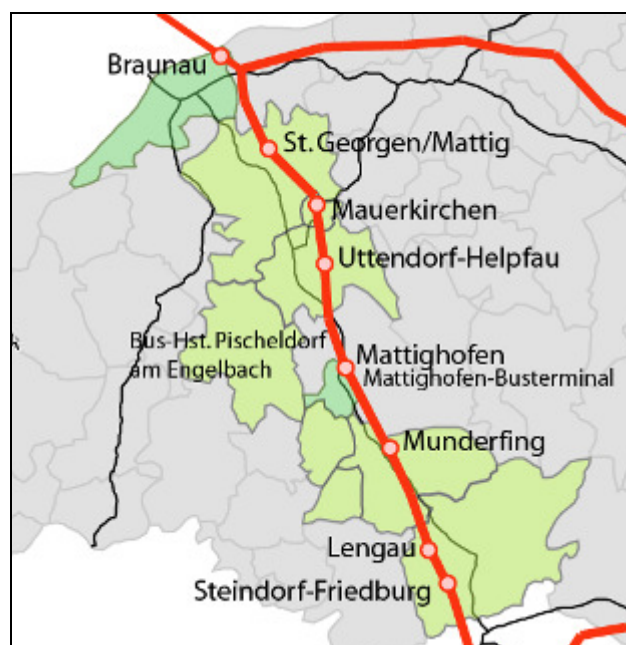 Braunau
St. Georgen/Mattig
Mauerkirchen
Uttendorf-Helpfau
Bus-Hst. Pischeldorf
am Engelbach
Mattighofen
Mattighofen-Busterminal
Munderfing
Lengau
Steindorf-Friedburg